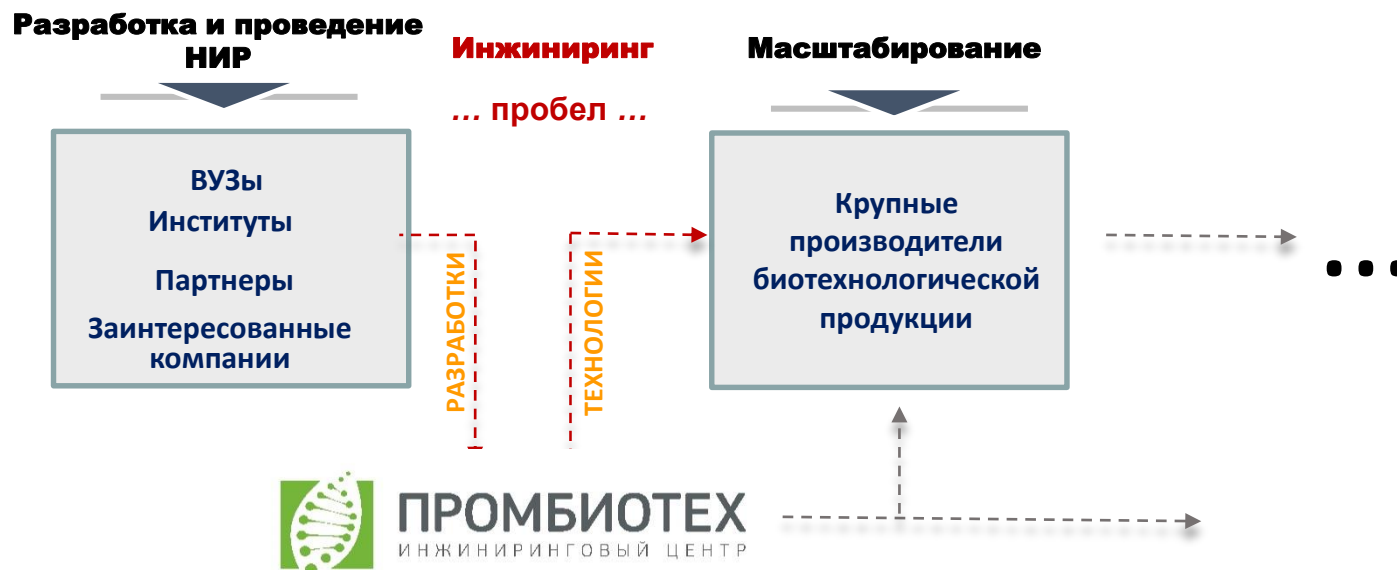 Разработка и проведение
НИР
Инжиниринг
... пробел ...
Масштабирование
ВУЗы
Институты
Партнеры
Заинтересованные
компании
РАЗРАБОТКИ
ТЕХНОЛОГИИ
Крупные
производители
биотехнологической
продукции
...
ПРОМБИОТЕХ
ИНЖИНИРИНГОВЫЙ ЦЕНТР